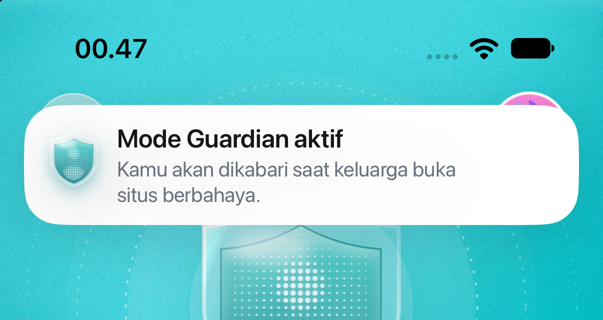 00.47
Mode Guardian aktif
Kamu akan dikabari saat keluarga buka
situs berbahaya.